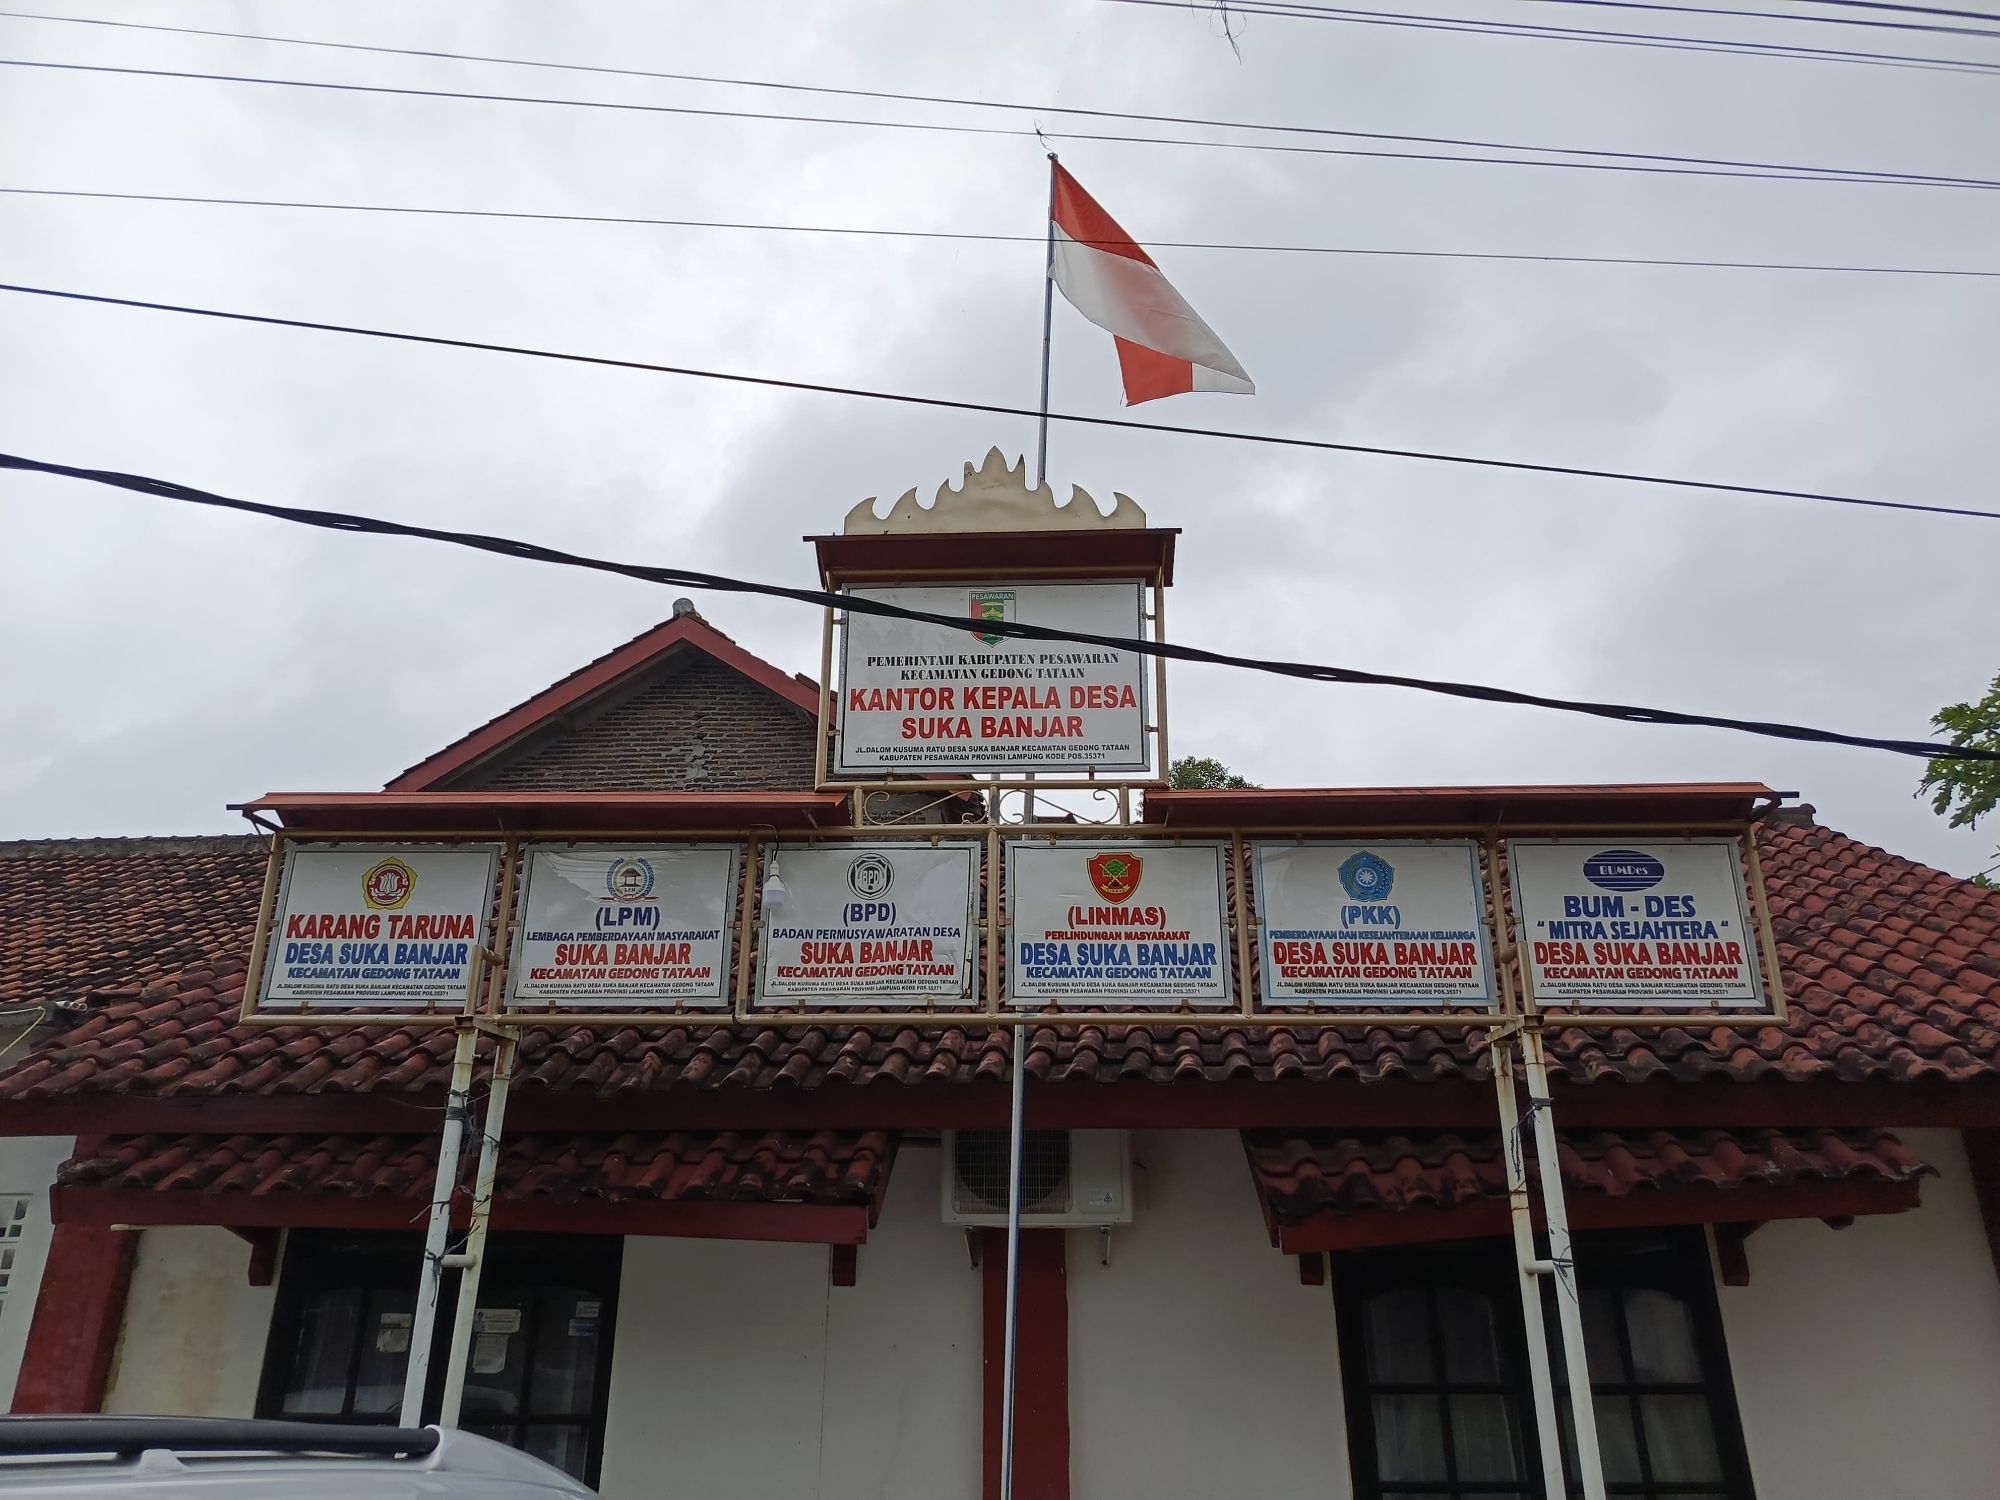 PESAWARAN
PEMERINTAH KABUPATEN PESAWARAN
KECAMATAN GEDONG TATAAN
KANTOR KEPALA DESA
SUKA BANJAR
JL.DALOM KUSUMA RATU DESA SUKA BANJAR KECAMATAN GEDONG TATAAN
KABUPATEN PESAWARAN PROVINSI LAMPUNG KODE POS.35371
KARANG TARUNA
DESA SUKA BANJAR
KECAMATAN GEDONG TATAAN
JL.DALOM KUSUMA RATU DESA SUKA BANJAR KECAMATAN GEDONG TATAAN
KABUPATEN PESAWARAN PROVINSI LAMPUNG KODE POS.35371
LPM
(LPM)
LEMBAGA PEMBERDAYAAN MASYARAKAT
SUKA BANJAR
KECAMATAN GEDONG TATAAN
JL.DALOM KUSUMA RATU DESA SUKA BANJAR KECAMATAN GEDONG TATAAN
KABUPATEN PESAWARAN PROVINSI LAMPUNG KODE POS.35371
BPD
(BPD)
BADAN PERMUSYAWARATAN DESA
SUKA BANJAR
KECAMATAN GEDONG TATAAN
JL.DALOM KUSUMA RATU DESA SUKA BANJAR KECAMATAN GEDONG TATAAN
KABUPATEN PESAWARAN PROVINSI LAMPUNG KODE POS.35371
LINMAS
(LINMAS)
PERLINDUNGAN MASYARAKAT
DESA SUKA BANJAR
KECAMATAN GEDONG TATAAN
JL.DALOM KUSUMA RATU DESA SUKA BANJAR KECAMATAN GEDONG TATAAN
KABUPATEN PESAWARAN PROVINSI LAMPUNG KODE POS.35371
(PKK)
PEMBERDAYAAN DAN KESEJAHTERAAN KELUARGA
DESA SUKA BANJAR
KECAMATAN GEDONG TATAAN
JL.DALOM KUSUMA RATU DESA SUKA BANJAR KECAMATAN GEDONG TATAAN
KABUPATEN PESAWARAN PROVINSI LAMPUNG KODE POS.35371
BUMDes
BUM - DES
" MITRA SEJAHTERA "
DESA SUKA BANJAR
KECAMATAN GEDONG TATAAN
JL.DALOM KUSUMA RATU DESA SUKA BANJAR KECAMATAN GEDONG TATAAN
KABUPATEN PESAWARAN PROVINSI LAMPUNG KODE POS.35371